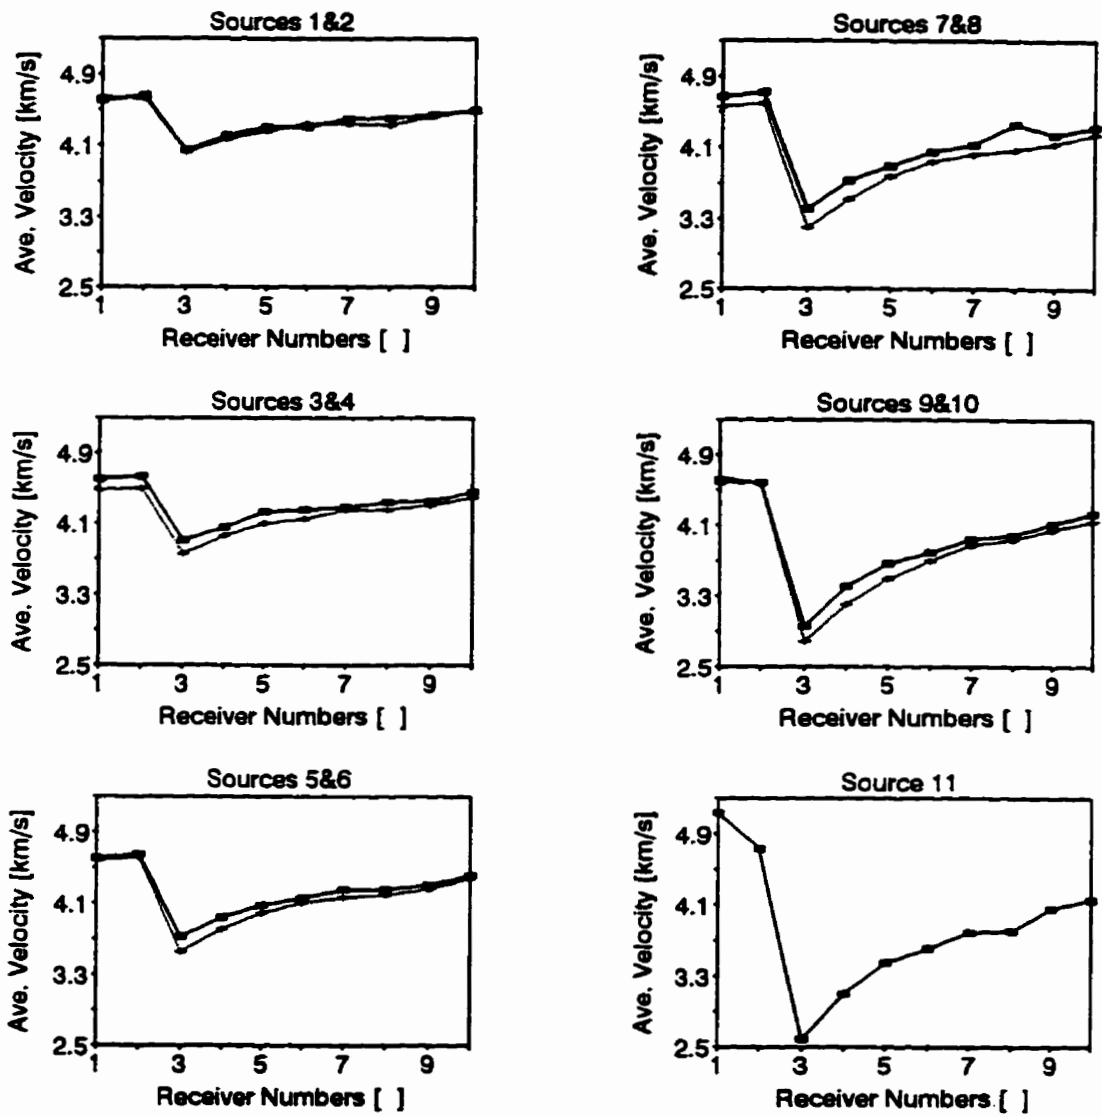 Sources 1&2
Ave. Velocity [km/s]
4.9
4.1
3.3
2.5
1 3 5 7 9
Receiver Numbers [ ]
Sources 7&8
Ave. Velocity [km/s]
4.9
4.1
3.3
2.5
1 3 5 7 9
Receiver Numbers [ ]
Sources 3&4
Ave. Velocity [km/s]
4.9
4.1
3.3
2.5
1 3 5 7 9
Receiver Numbers [ ]
Sources 9&10
Ave. Velocity [km/s]
4.9
4.1
3.3
2.5
1 3 5 7 9
Receiver Numbers [ ]
Sources 5&6
Ave. Velocity [km/s]
4.9
4.1
3.3
2.5
1 3 5 7 9
Receiver Numbers [ ]
Source 11
Ave. Velocity [km/s]
4.9
4.1
3.3
2.5
1 3 5 7 9
Receiver Numbers [ ]